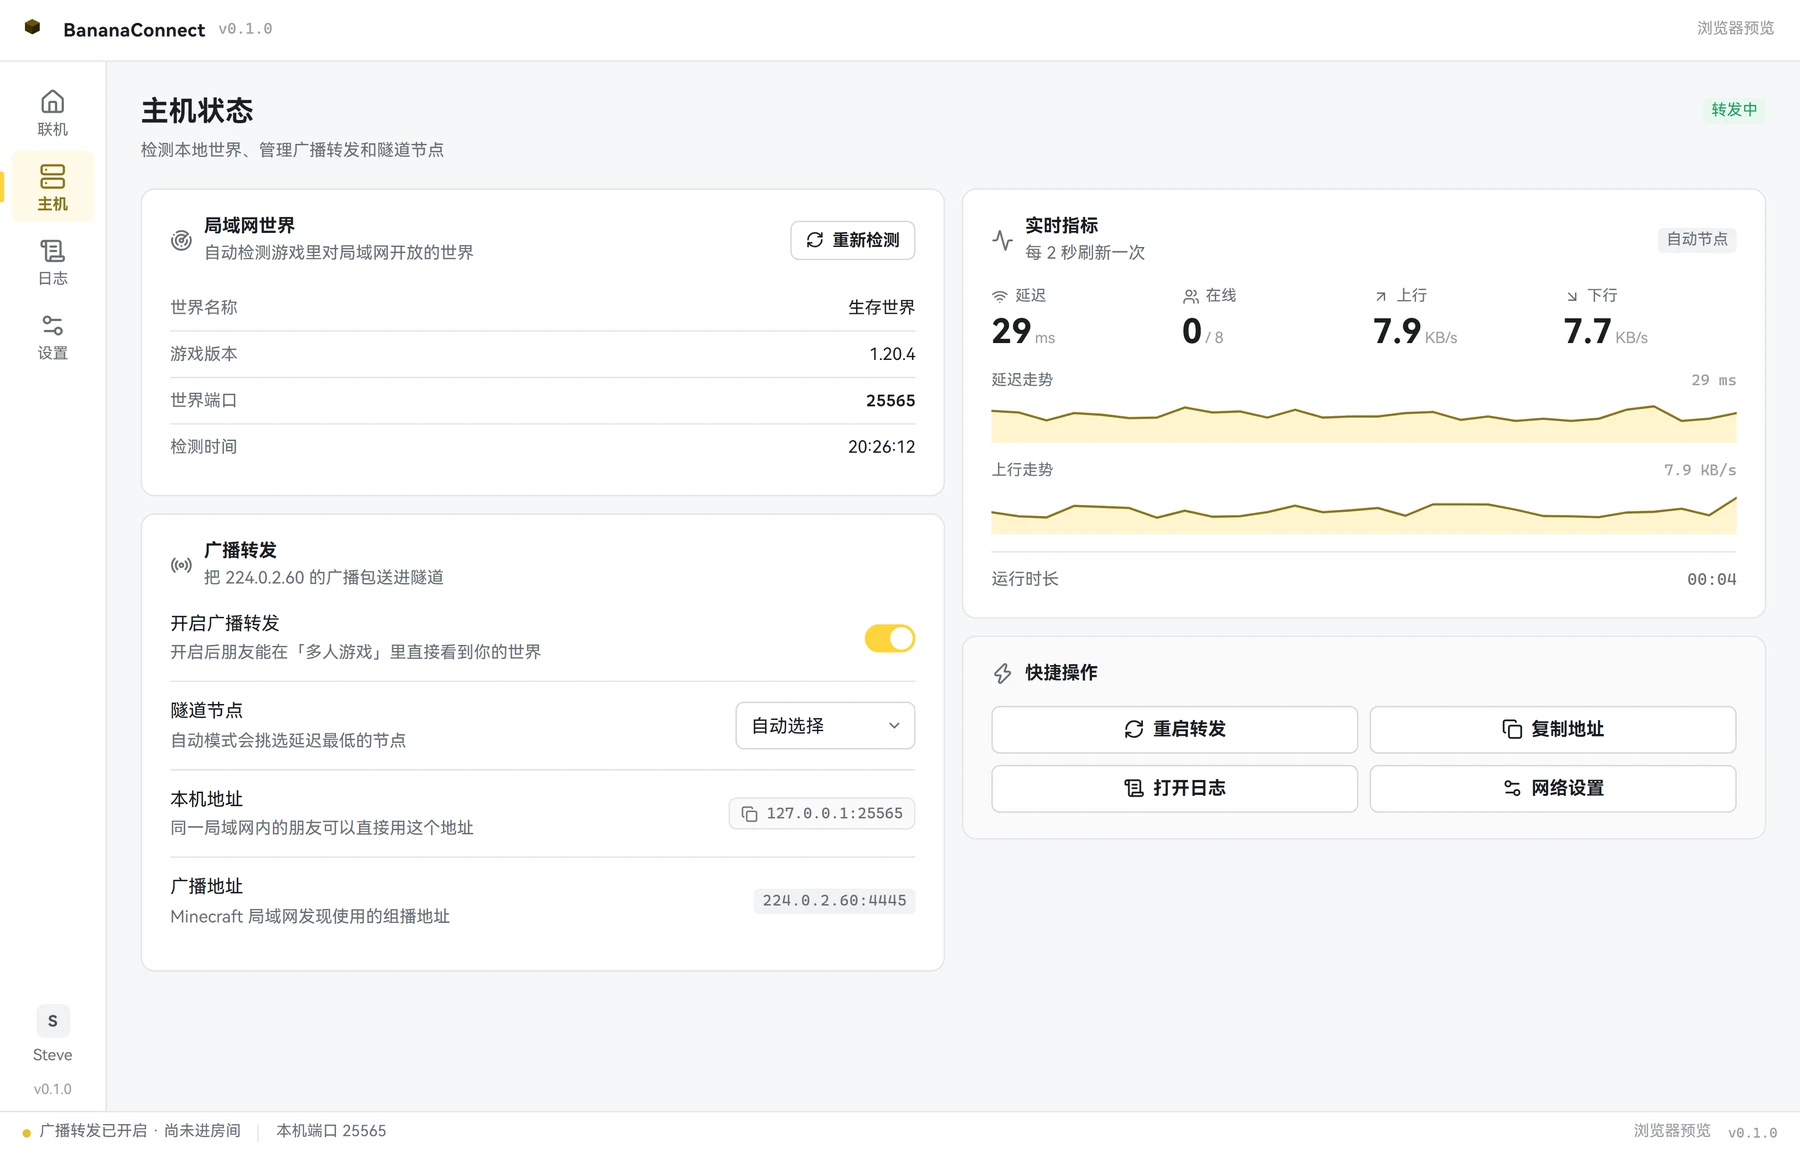 BananaConnect v0.1.0
浏览器预览
联机
主机
日志
设置
S
Steve
v0.1.0
主机状态
检测本地世界、管理广播转发和隧道节点
转发中
局域网世界
自动检测游戏里对局域网开放的世界
重新检测
世界名称 生存世界
游戏版本 1.20.4
世界端口 25565
检测时间 20:26:12
广播转发
把 224.0.2.60 的广播包送进隧道
开启广播转发
开启后朋友能在「多人游戏」里直接看到你的世界
隧道节点
自动模式会挑选延迟最低的节点
自动选择
本机地址
同一局域网内的朋友可以直接用这个地址
127.0.0.1:25565
广播地址
Minecraft 局域网发现使用的组播地址
224.0.2.60:4445
实时指标
每 2 秒刷新一次
自动节点
延迟 在线 上行 下行
29 ms 0 / 8 7.9 KB/s 7.7 KB/s
延迟走势 29 ms
上行走势 7.9 KB/s
运行时长 00:04
快捷操作
重启转发 复制地址
打开日志 网络设置
广播转发已开启 · 尚未进房间 本机端口 25565
浏览器预览 v0.1.0